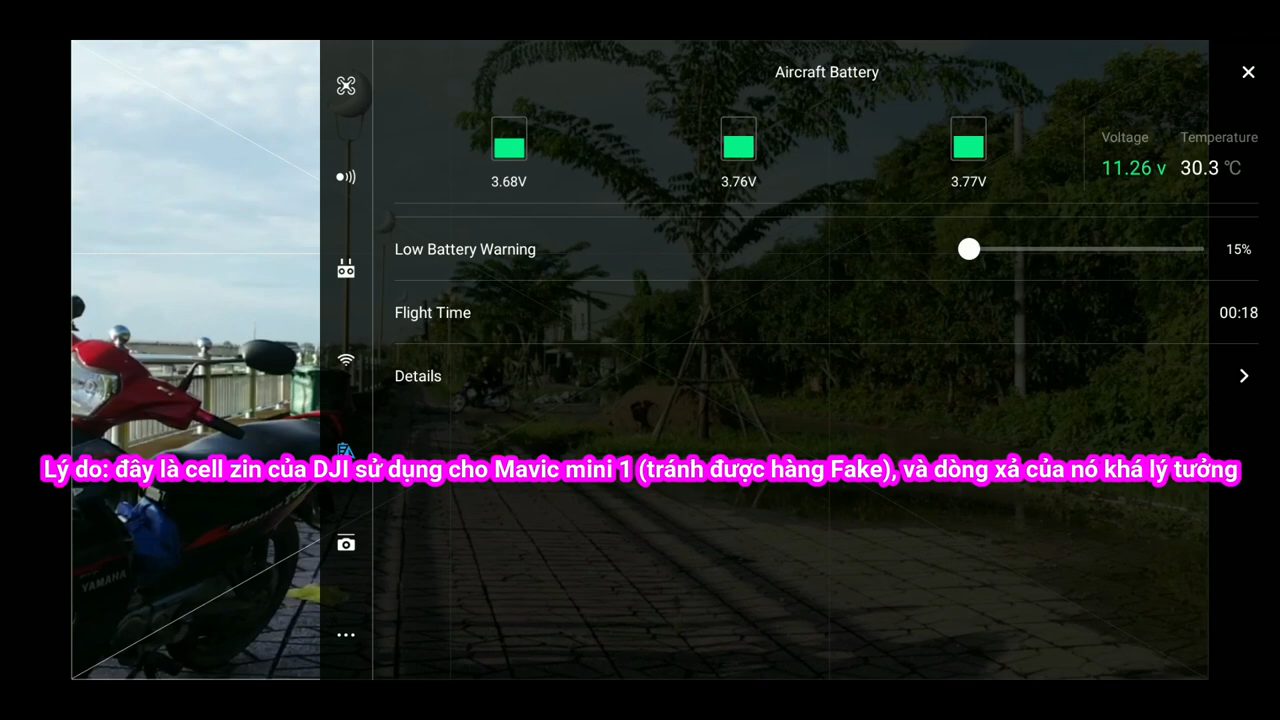 Aircraft Battery
Voltage Temperature
11.26 v 30.3 °C
3.68V 3.76V 3.77V
Low Battery Warning 15%
Flight Time 00:18
Details
Lý do: đây là cell zin của DJI sử dụng cho Mavic mini 1 (tránh được hàng Fake), và dòng xả của nó khá lý tưởng
YAMAHA